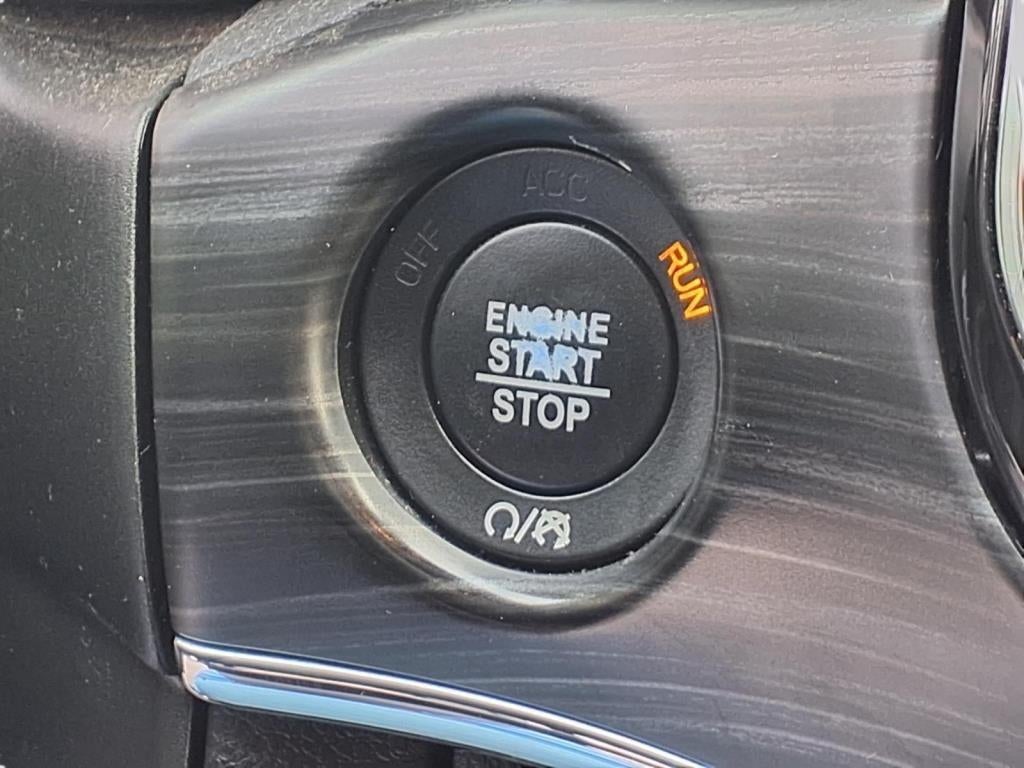 ACC
OFF
RUN
ENGINE
START
STOP